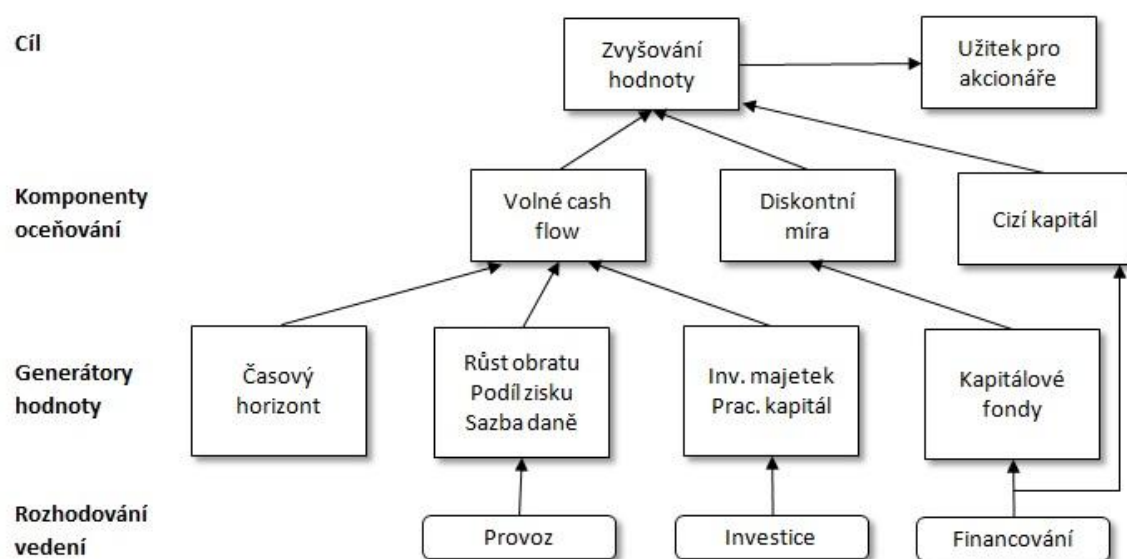 Cíl
Zvyšování
hodnoty
Užitek pro
akcionáře
Komponenty
oceňování
Volné cash
flow
Diskontní
míra
Cizí kapitál
Generátory
hodnoty
Časový
horizont
Růst obratu
Podíl zisku
Sazba daně
Inv. majetek
Prac. kapitál
Kapitálové
fondy
Rozhodování
vedení
Provoz
Investice
Financování